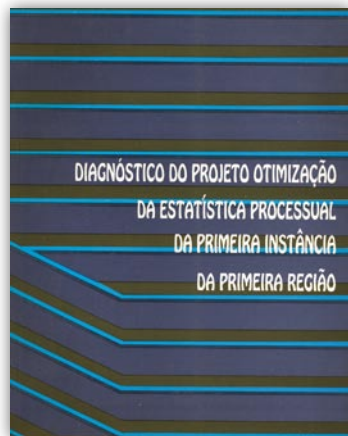 DIAGNÓSTICO DO PROJETO OTIMIZAÇÃO
DA ESTATÍSTICA PROCESSUAL
DA PRIMEIRA INSTÂNCIA
DA PRIMEIRA REGIÃO